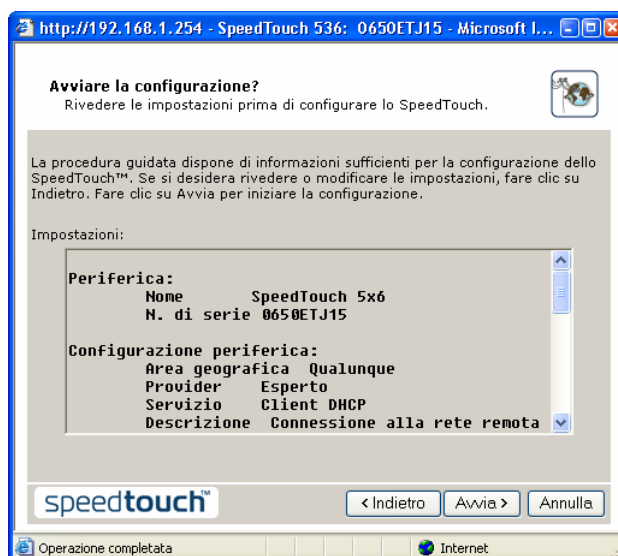 http://192.168.1.254 - SpeedTouch 536: 0650ETJ15 - Microsoft I...
Avviare la configurazione?
Rivedere le impostazioni prima di configurare lo SpeedTouch.
La procedura guidata dispone di informazioni sufficienti per la configurazione dello
SpeedTouch™. Se si desidera rivedere o modificare le impostazioni, fare clic su
Indietro. Fare clic su Avvia per iniziare la configurazione.
Impostazioni:
Periferica:
Nome SpeedTouch 5x6
N. di serie 0650ETJ15
Configurazione periferica:
Area geografica Qualunque
Provider Esperto
Servizio Client DHCP
Descrizione Connessione alla rete remota
speedtouch™
< Indietro Avvia > Annulla
Operazione completata Internet